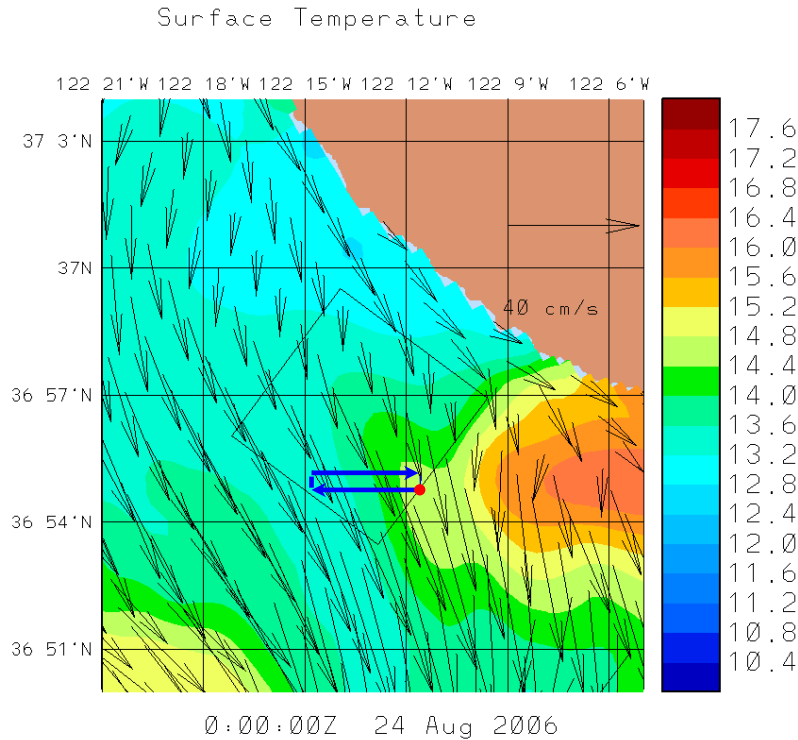 Surface Temperature
122 21'W 122 18'W 122 15'W 122 12'W 122 9'W 122 6'W
37 3'N
37N
36 57'N
36 54'N
36 51'N
40 cm/s
17.6
17.2
16.8
16.4
16.0
15.6
15.2
14.8
14.4
14.0
13.6
13.2
12.8
12.4
12.0
11.6
11.2
10.8
10.4
0:00:00Z 24 Aug 2006